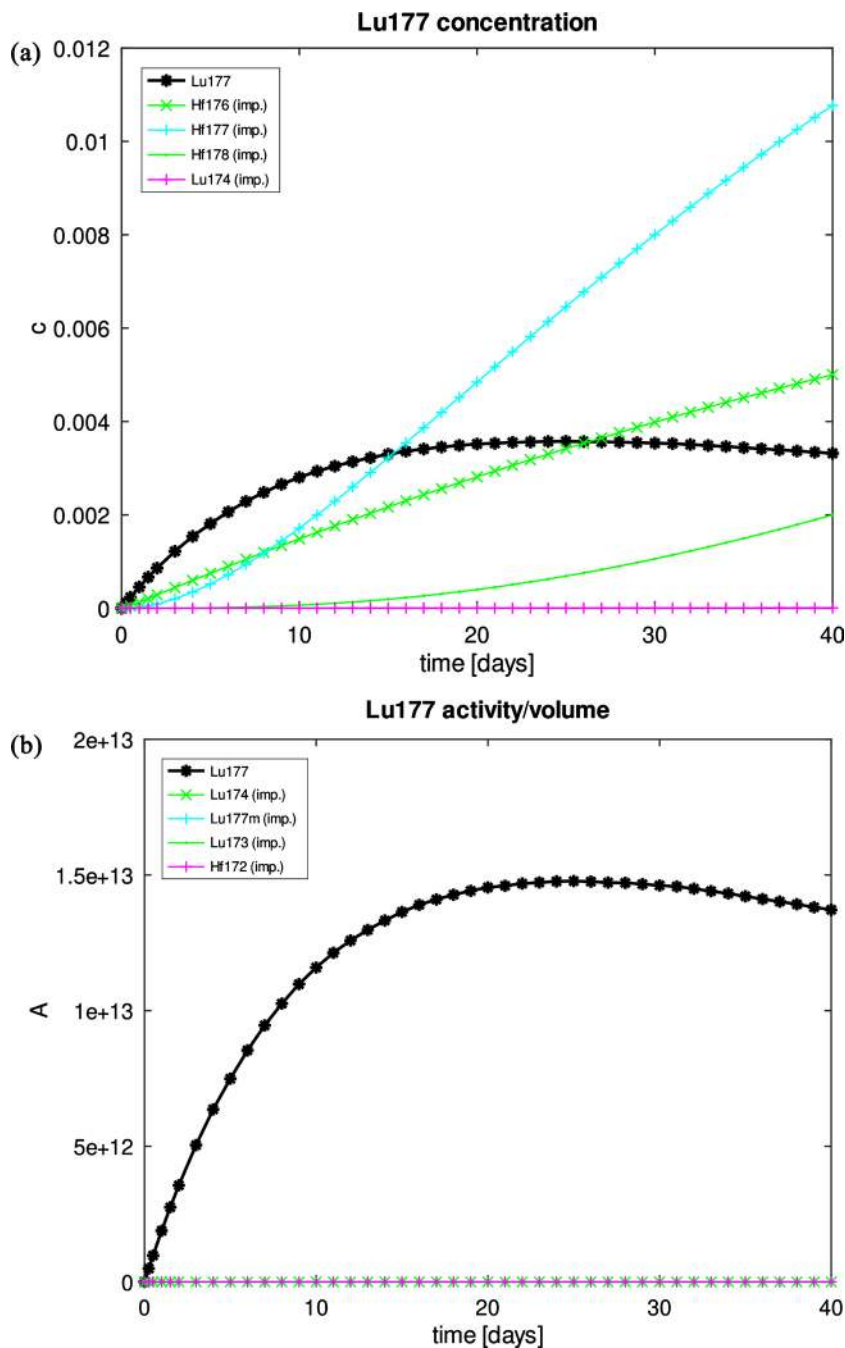 Lu177 concentration
(a)
0.012
0.01
0.008
0.006
0.004
0.002
0
c
Lu177
Hf176 (imp.)
Hf177 (imp.)
Hf178 (imp.)
Lu174 (imp.)
0 10 20 30 40
time [days]
Lu177 activity/volume
(b)
2e+13
1.5e+13
1e+13
5e+12
0
A
Lu177
Lu174 (imp.)
Lu177m (imp.)
Lu173 (imp.)
Hf172 (imp.)
0 10 20 30 40
time [days]